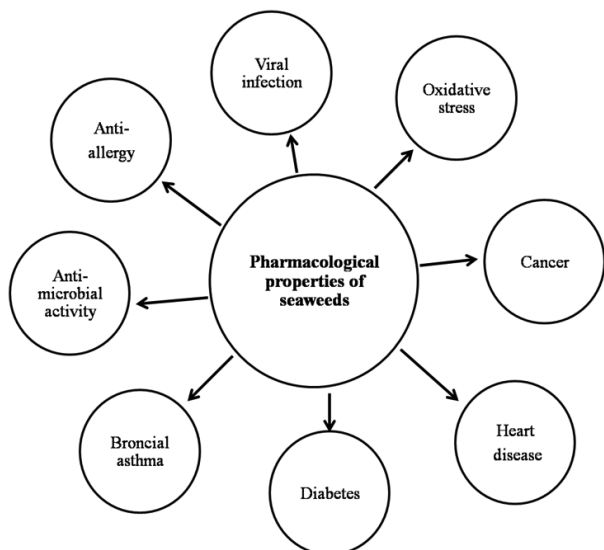 Viral
infection
Oxidative
stress
Anti-
allergy
Pharmacological
properties of
seaweeds
Cancer
Anti-
microbial
activity
Broncial
asthma
Heart
disease
Diabetes